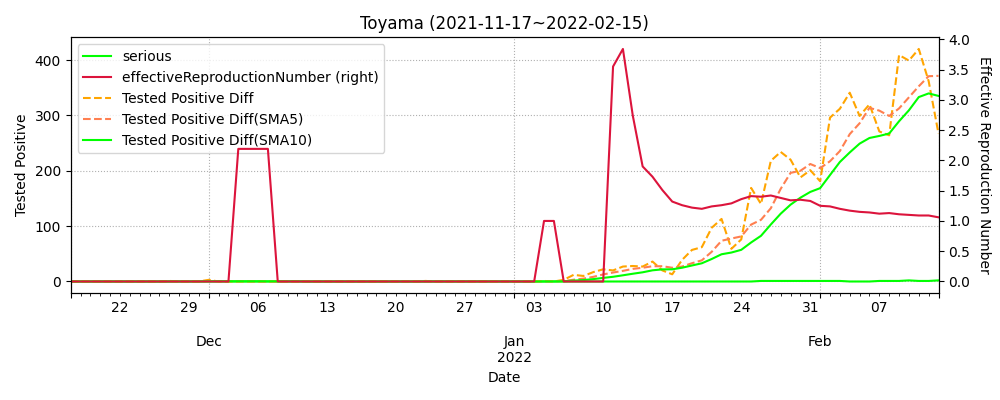 Toyama (2021-11-17~2022-02-15)
serious
effectiveReproductionNumber (right)
Tested Positive Diff
Tested Positive Diff(SMA5)
Tested Positive Diff(SMA10)
Tested Positive
400
300
200
100
0
4.0
3.5
3.0
2.5
2.0
1.5
1.0
0.5
0.0
Effective Reproduction Number
22 29 06 13 20 27 03 10 17 24 31 07
Dec Jan Feb
2022
Date